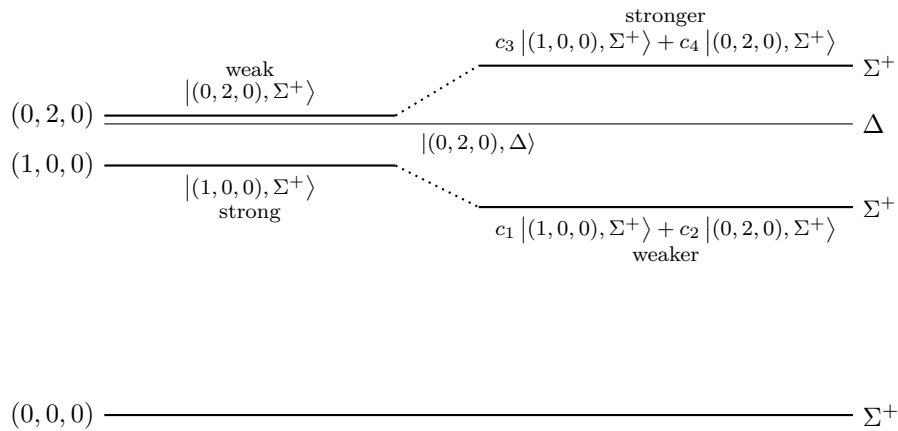 stronger
c₃ |(1, 0, 0), Σ⁺⟩ + c₄ |(0, 2, 0), Σ⁺⟩
Σ⁺
weak
|(0, 2, 0), Σ⁺⟩
(0, 2, 0)
Δ
|(0, 2, 0), Δ⟩
(1, 0, 0)
|(1, 0, 0), Σ⁺⟩
strong
Σ⁺
c₁ |(1, 0, 0), Σ⁺⟩ + c₂ |(0, 2, 0), Σ⁺⟩
weaker
(0, 0, 0)
Σ⁺